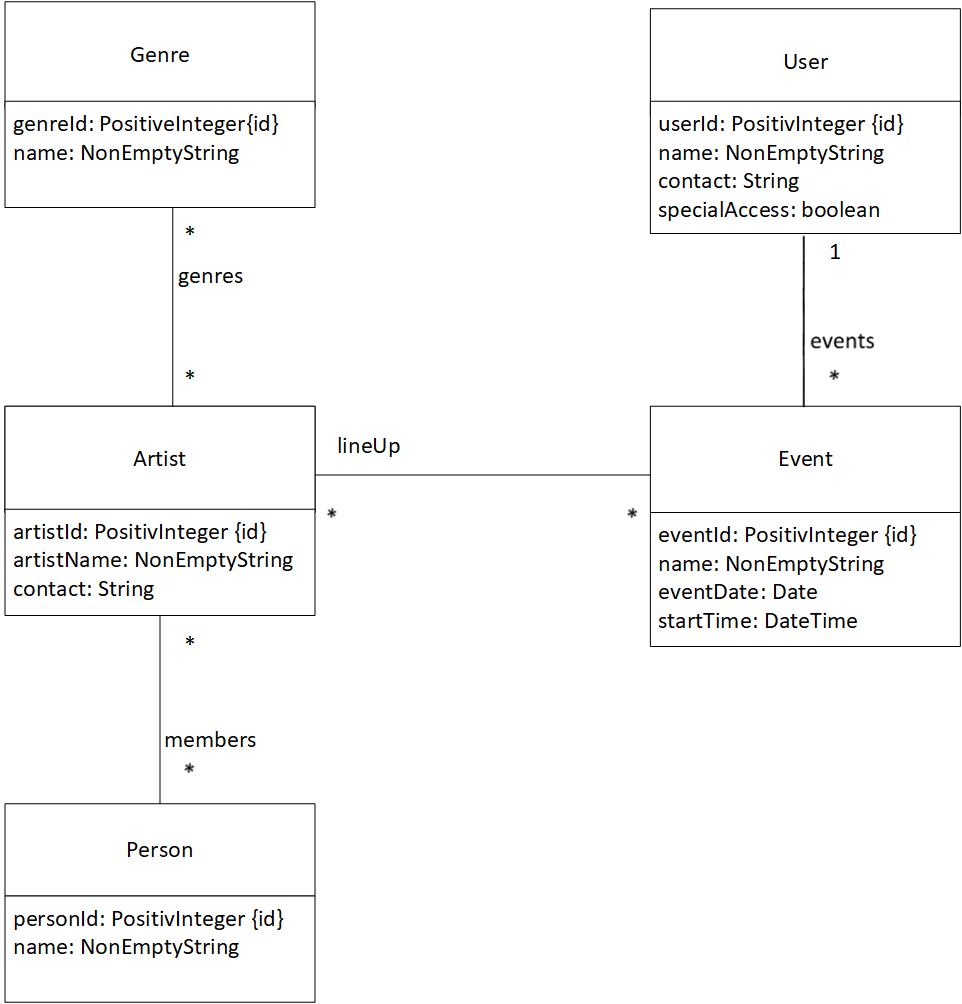 Genre
genreId: PositiveInteger{id}
name: NonEmptyString
*
genres
*
User
userId: PositivInteger {id}
name: NonEmptyString
contact: String
specialAccess: boolean
1
events
*
Artist
artistId: PositivInteger {id}
artistName: NonEmptyString
contact: String
lineUp
*
*
Event
eventId: PositivInteger {id}
name: NonEmptyString
eventDate: Date
startTime: DateTime
*
members
*
Person
personId: PositivInteger {id}
name: NonEmptyString